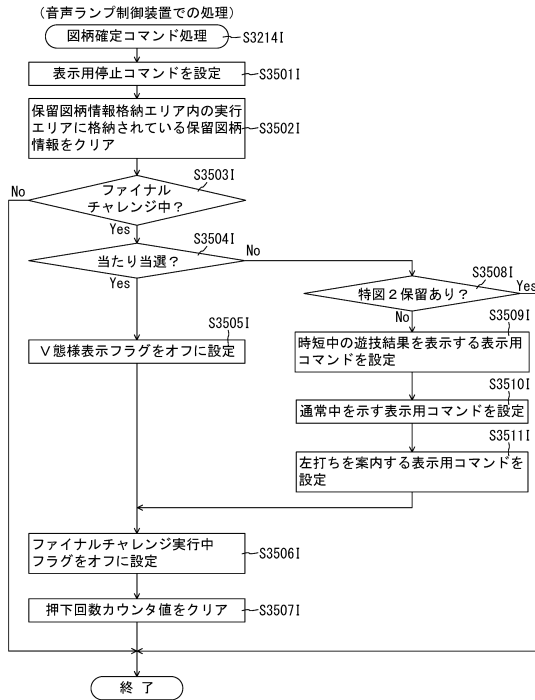 （音声ランプ制御装置での処理）
図柄確定コマンド処理
S3214I
表示用停止コマンドを設定
S3501I
保留図柄情報格納エリア内の実行
エリアに格納されている保留図柄
情報をクリア
S3502I
S3503I
ファイナル
チャレンジ中？
No
Yes
S3504I
当たり当選？
No
Yes
S3508I
特図２保留あり？
Yes
No
S3505I
Ｖ態様表示フラグをオフに設定
S3509I
時短中の遊技結果を表示する表示用
コマンドを設定
S3510I
通常中を示す表示用コマンドを設定
S3511I
左打ちを案内する表示用コマンドを
設定
ファイナルチャレンジ実行中
フラグをオフに設定
S3506I
押下回数カウンタ値をクリア
S3507I
終 了